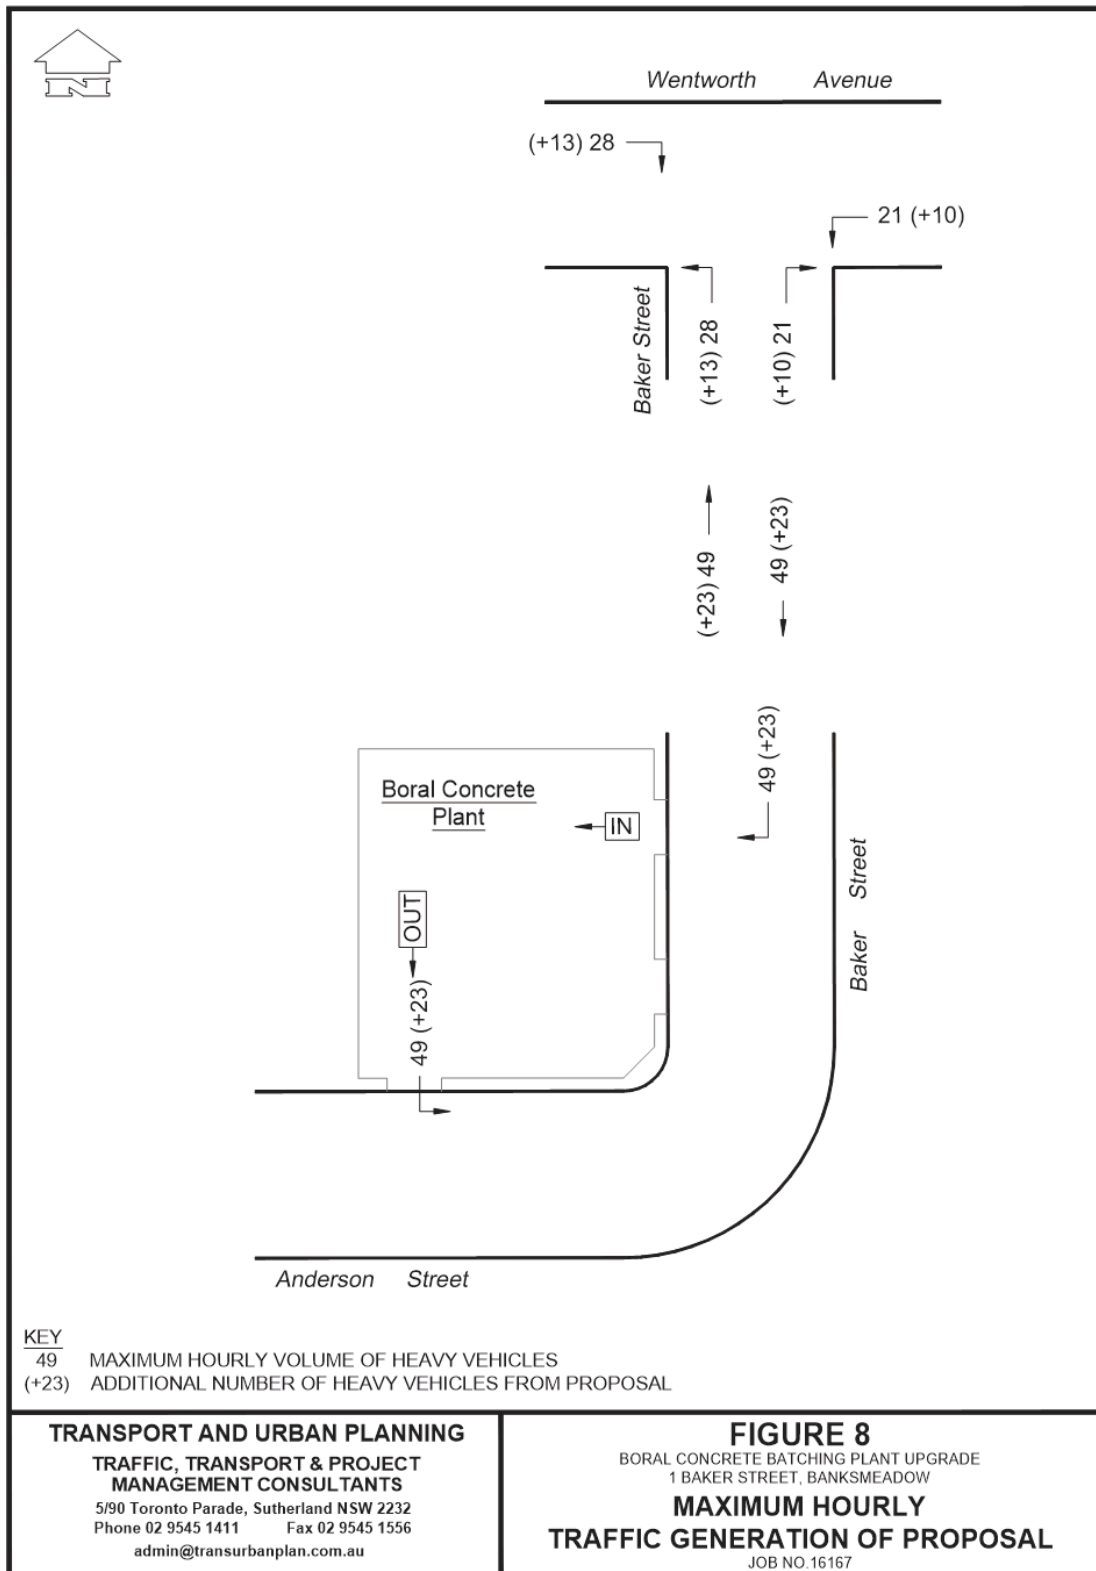 N
Wentworth Avenue
(+13) 28
21 (+10)
Baker Street
(+13) 28
(+10) 21
(+23) 49
49 (+23)
49 (+23)
Boral Concrete
Plant
IN
OUT
49 (+23)
Baker Street
Anderson Street
KEY
49 MAXIMUM HOURLY VOLUME OF HEAVY VEHICLES
(+23) ADDITIONAL NUMBER OF HEAVY VEHICLES FROM PROPOSAL
TRANSPORT AND URBAN PLANNING
TRAFFIC, TRANSPORT & PROJECT
MANAGEMENT CONSULTANTS
5/90 Toronto Parade, Sutherland NSW 2232
Phone 02 9545 1411 Fax 02 9545 1556
admin@transurbanplan.com.au
FIGURE 8
BORAL CONCRETE BATCHING PLANT UPGRADE
1 BAKER STREET, BANKSMEADOW
MAXIMUM HOURLY
TRAFFIC GENERATION OF PROPOSAL
JOB NO.16167